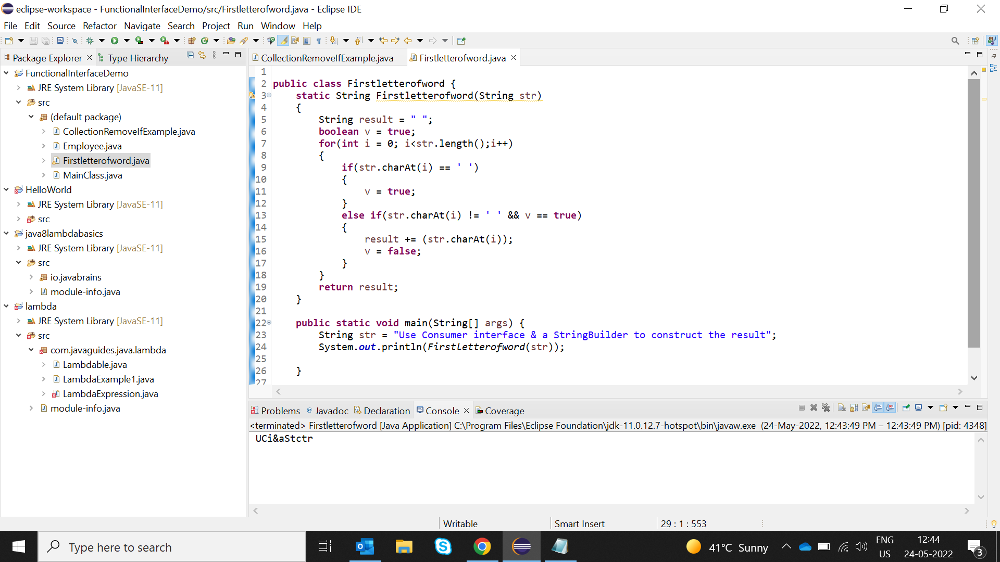 eclipse-workspace - FunctionalInterfaceDemo/src/Firstletterofword.java - Eclipse IDE
File Edit Source Refactor Navigate Search Project Run Window Help
Package Explorer Type Hierarchy
FunctionalInterfaceDemo
JRE System Library [JavaSE-11]
src
(default package)
CollectionRemoveIfExample.java
Employee.java
Firstletterofword.java
MainClass.java
HelloWorld
JRE System Library [JavaSE-11]
src
java8lambdabasics
JRE System Library [JavaSE-11]
src
io.javabrains
module-info.java
lambda
JRE System Library [JavaSE-11]
src
com.javaguides.java.lambda
Lambdable.java
LambdaExample1.java
LambdaExpression.java
module-info.java
CollectionRemoveIfExample.java Firstletterofword.java
1
2 public class Firstletterofword {
3 static String Firstletterofword(String str)
4 {
5 String result = " ";
6 boolean v = true;
7 for(int i = 0; i<str.length();i++)
8 {
9 if(str.charAt(i) == ' ')
10 {
11 v = true;
12 }
13 else if(str.charAt(i) != ' ' && v == true)
14 {
15 result += (str.charAt(i));
16 v = false;
17 }
18 }
19 return result;
20 }
21
22 public static void main(String[] args) {
23 String str = "Use Consumer interface & a StringBuilder to construct the result";
24 System.out.println(Firstletterofword(str));
25
26 }
27
Problems Javadoc Declaration Console Coverage
<terminated> Firstletterofword [Java Application] C:\Program Files\Eclipse Foundation\jdk-11.0.12.7-hotspot\bin\javaw.exe (24-May-2022, 12:43:49 PM – 12:43:49 PM) [pid: 4348]
UCi&aStctr
Writable Smart Insert 29 : 1 : 553
Type here to search
41°C Sunny
ENG
US
12:44
24-05-2022
3